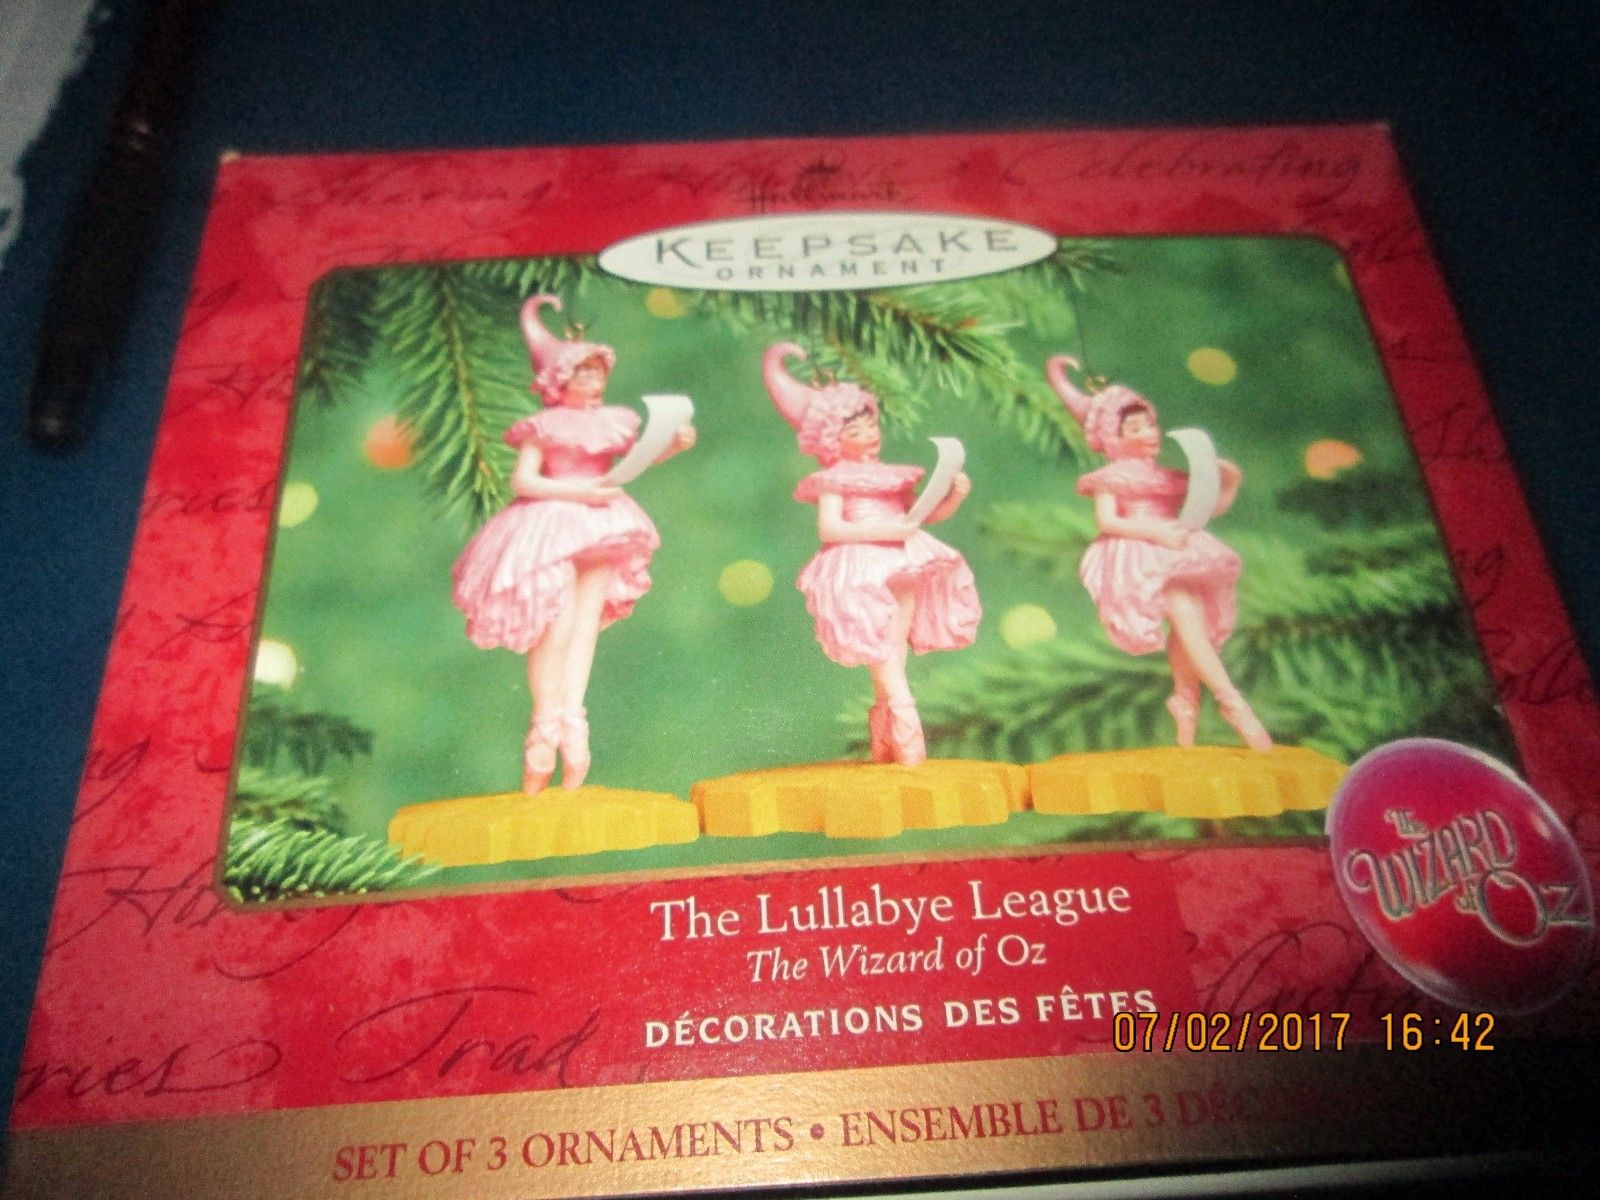 Hallmark
KEEPSAKE
ORNAMENT
Celebrating
The Lullabye League
The Wizard of Oz
DÉCORATIONS DES FÊTES
The
WIZARD
of OZ
07/02/2017 16:42
SET OF 3 ORNAMENTS • ENSEMBLE DE 3